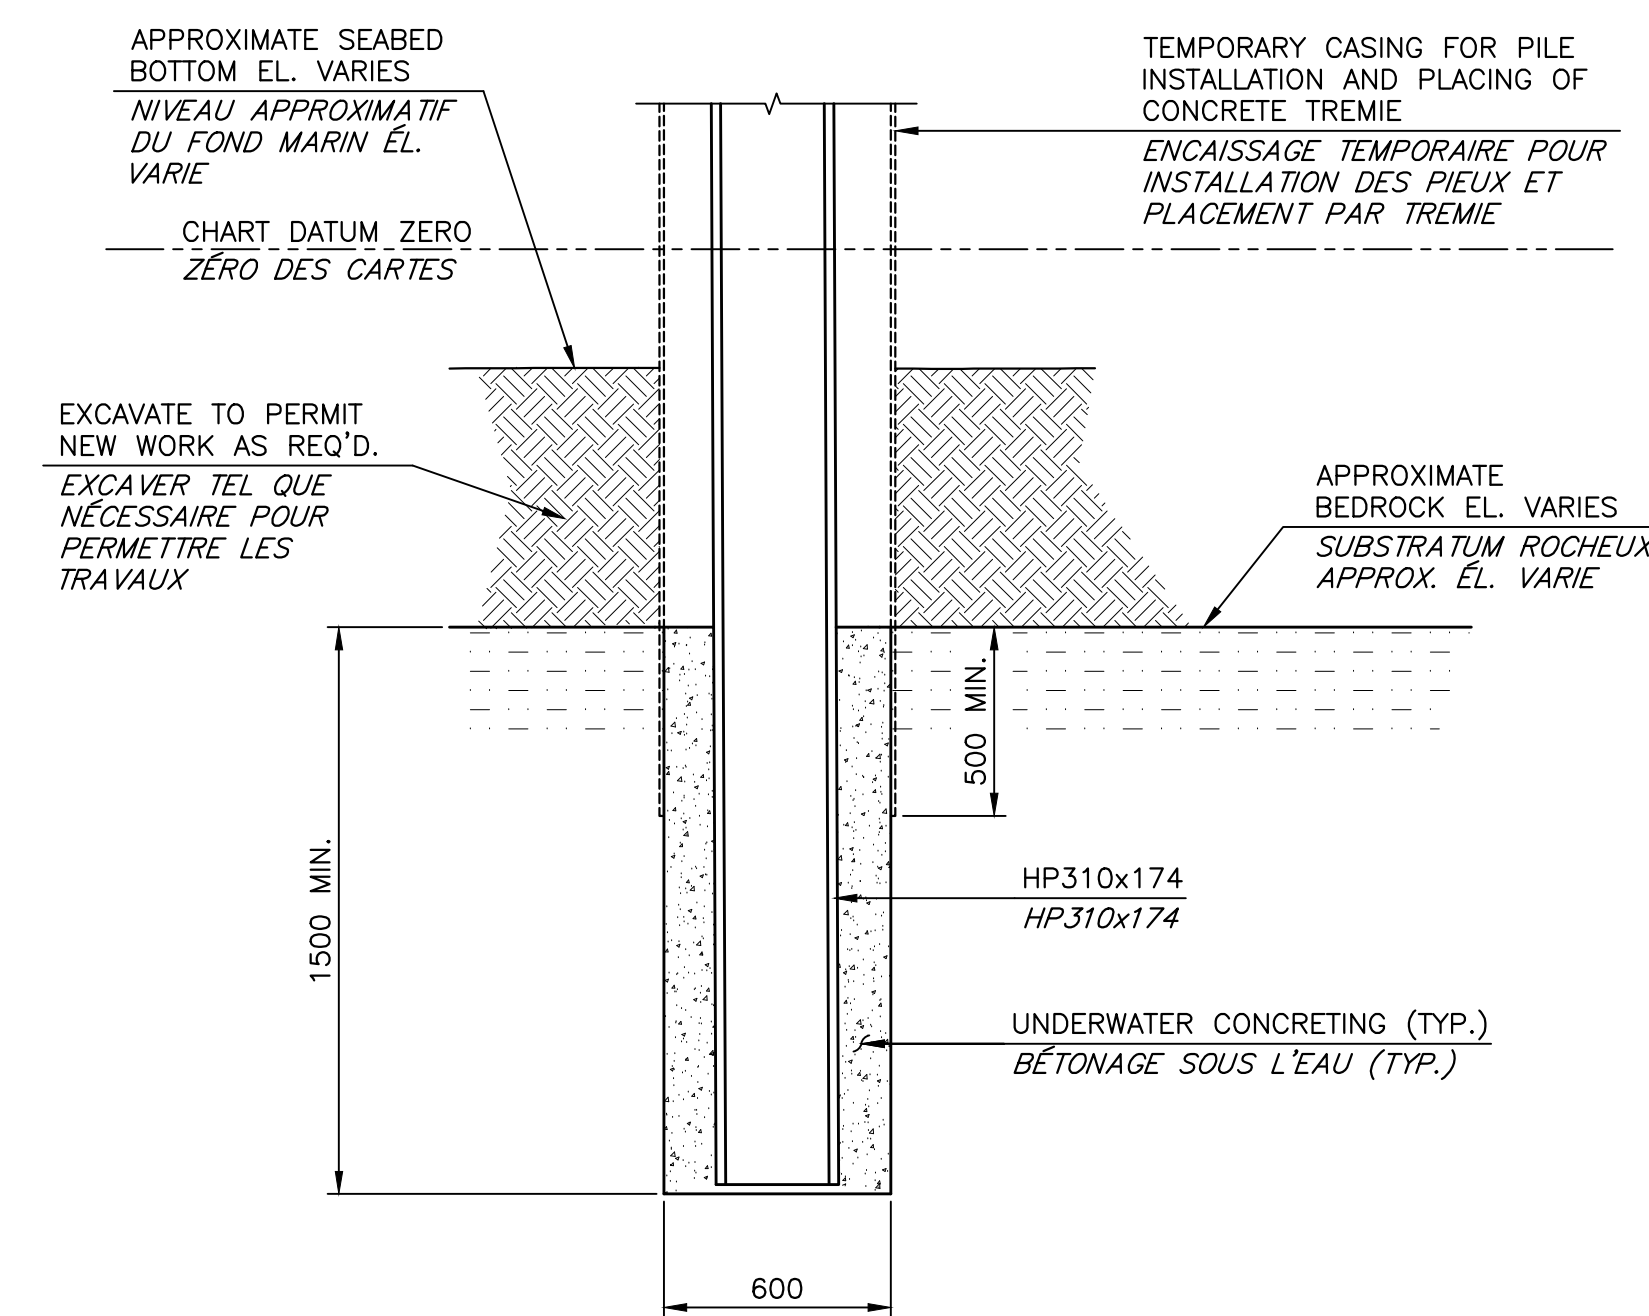 APPROXIMATE SEABED
BOTTOM EL. VARIES
NIVEAU APPROXIMATIF
DU FOND MARIN ÉL.
VARIE
TEMPORARY CASING FOR PILE
INSTALLATION AND PLACING OF
CONCRETE TREMIE
ENCAISSAGE TEMPORAIRE POUR
INSTALLATION DES PIEUX ET
PLACEMENT PAR TREMIE
CHART DATUM ZERO
ZÉRO DES CARTES
EXCAVATE TO PERMIT
NEW WORK AS REQ'D.
EXCAVER TEL QUE
NÉCESSAIRE POUR
PERMETTRE LES
TRAVAUX
APPROXIMATE
BEDROCK EL. VARIES
SUBSTRATUM ROCHEUX
APPROX. ÉL. VARIE
500 MIN.
1500 MIN.
HP310x174
HP310x174
UNDERWATER CONCRETING (TYP.)
BÉTONAGE SOUS L'EAU (TYP.)
600